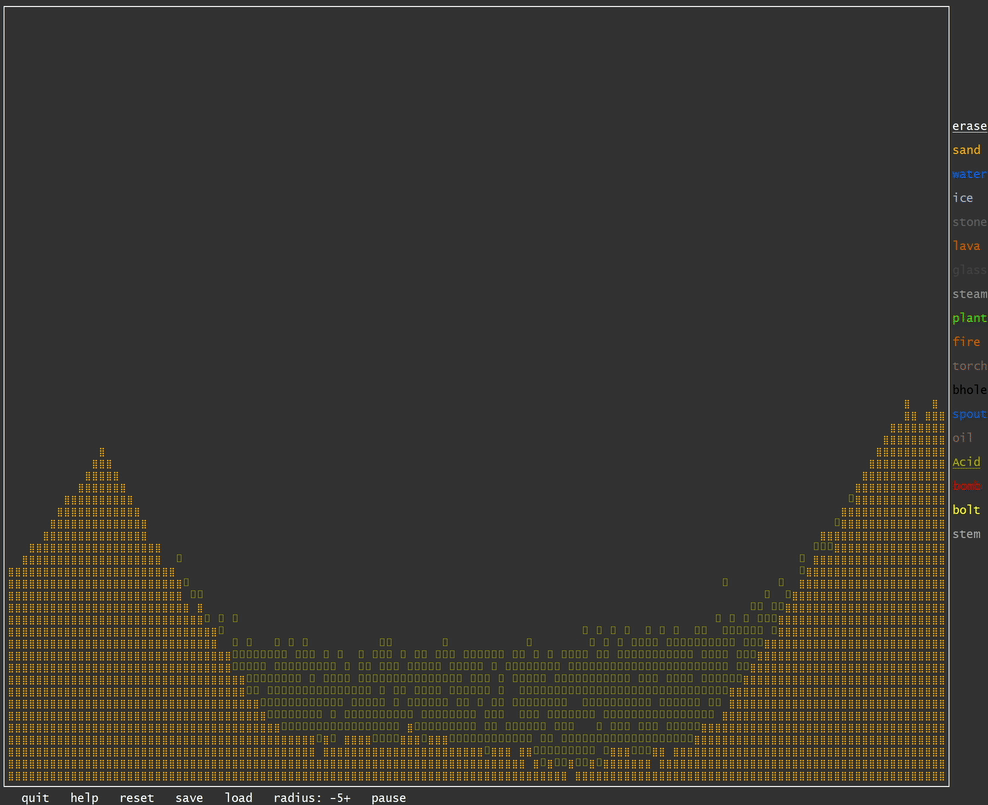 erase
sand
water
ice
stone
lava
glass
steam
plant
fire
torch
bhole
spout
oil
Acid
bomb
bolt
stem
quit help reset save load radius: -5+ pause